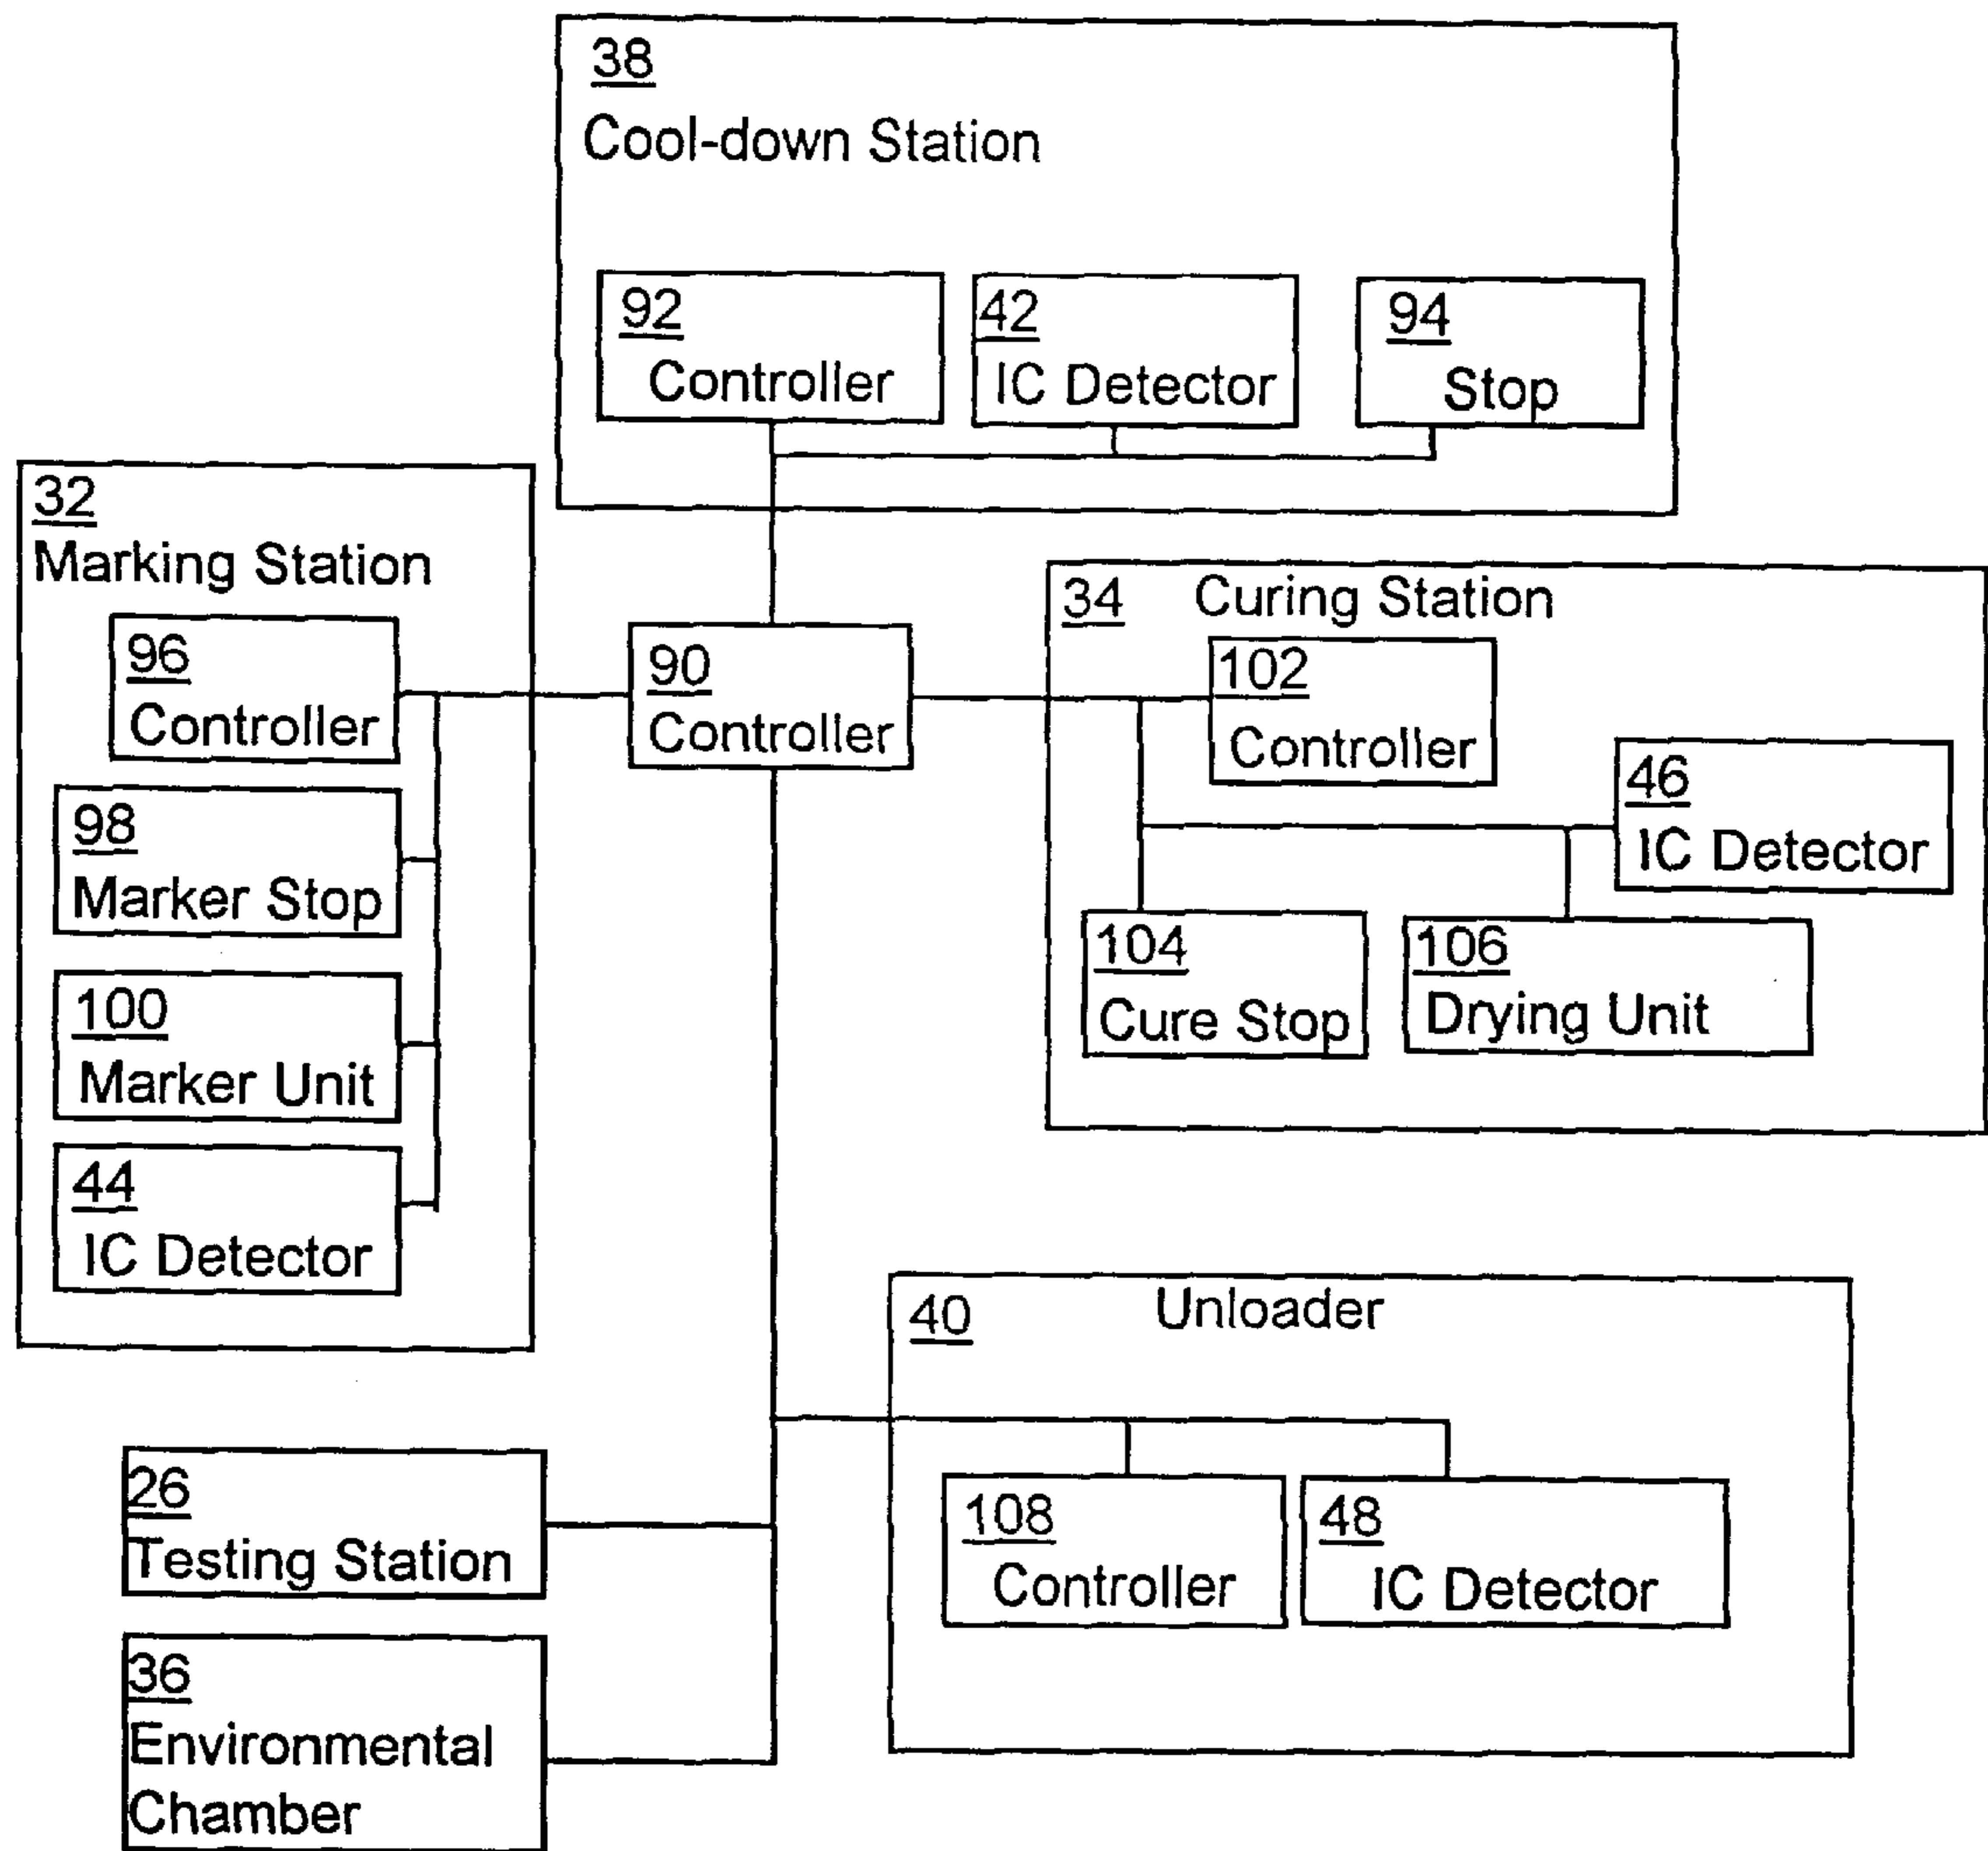 38
Cool-down Station
92
Controller
42
IC Detector
94
Stop
32
Marking Station
96
Controller
98
Marker Stop
100
Marker Unit
44
IC Detector
90
Controller
34 Curing Station
102
Controller
46
IC Detector
104
Cure Stop
106
Drying Unit
40 Unloader
108
Controller
48
IC Detector
26
Testing Station
36
Environmental
Chamber